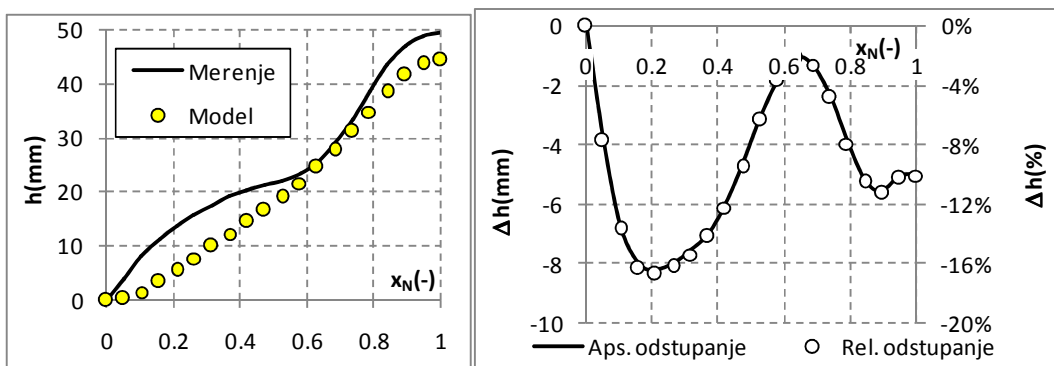 50
40
30
20
10
0
h(mm)
Merenje
Model
x_N(-)
0 0.2 0.4 0.6 0.8 1
0
-2
-4
-6
-8
-10
Δh(mm)
x_N(-)
0 0.2 0.4 0.6 0.8 1
0%
-4%
-8%
-12%
-16%
-20%
Δh(%)
Aps. odstupanje Rel. odstupanje